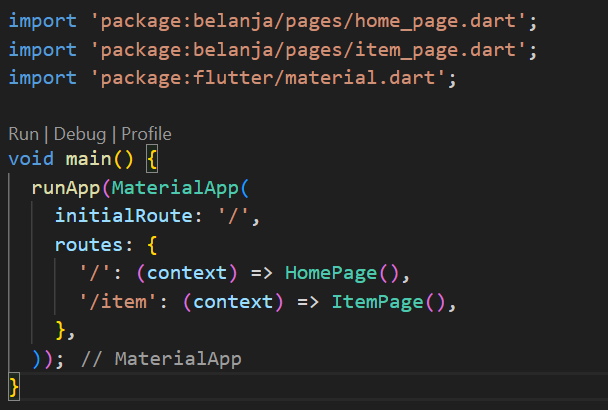 import 'package:belanja/pages/home_page.dart';
import 'package:belanja/pages/item_page.dart';
import 'package:flutter/material.dart';
Run | Debug | Profile
void main() {
  runApp(MaterialApp(
    initialRoute: '/',
    routes: {
      '/': (context) => HomePage(),
      '/item': (context) => ItemPage(),
    },
  )); // MaterialApp
}